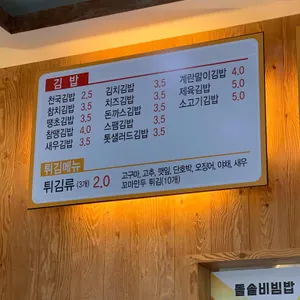 김 밥
천국김밥 2,5
참치김밥 3,5
땡초김밥 3,5
참땡김밥 4,0
새우김밥 3,5
김치김밥 3,5
치즈김밥 3,5
돈까스김밥 3,5
스팸김밥 3,5
톳샐러드김밥 3,5
계란말이김밥 4,0
제육김밥 5,0
소고기김밥 5,0
튀김메뉴
튀김류 (3개) 2,0
고구마, 고추, 깻잎, 단호박, 오징어, 야채, 새우
꼬마만두 튀김(10개)
돌솥비빔밥